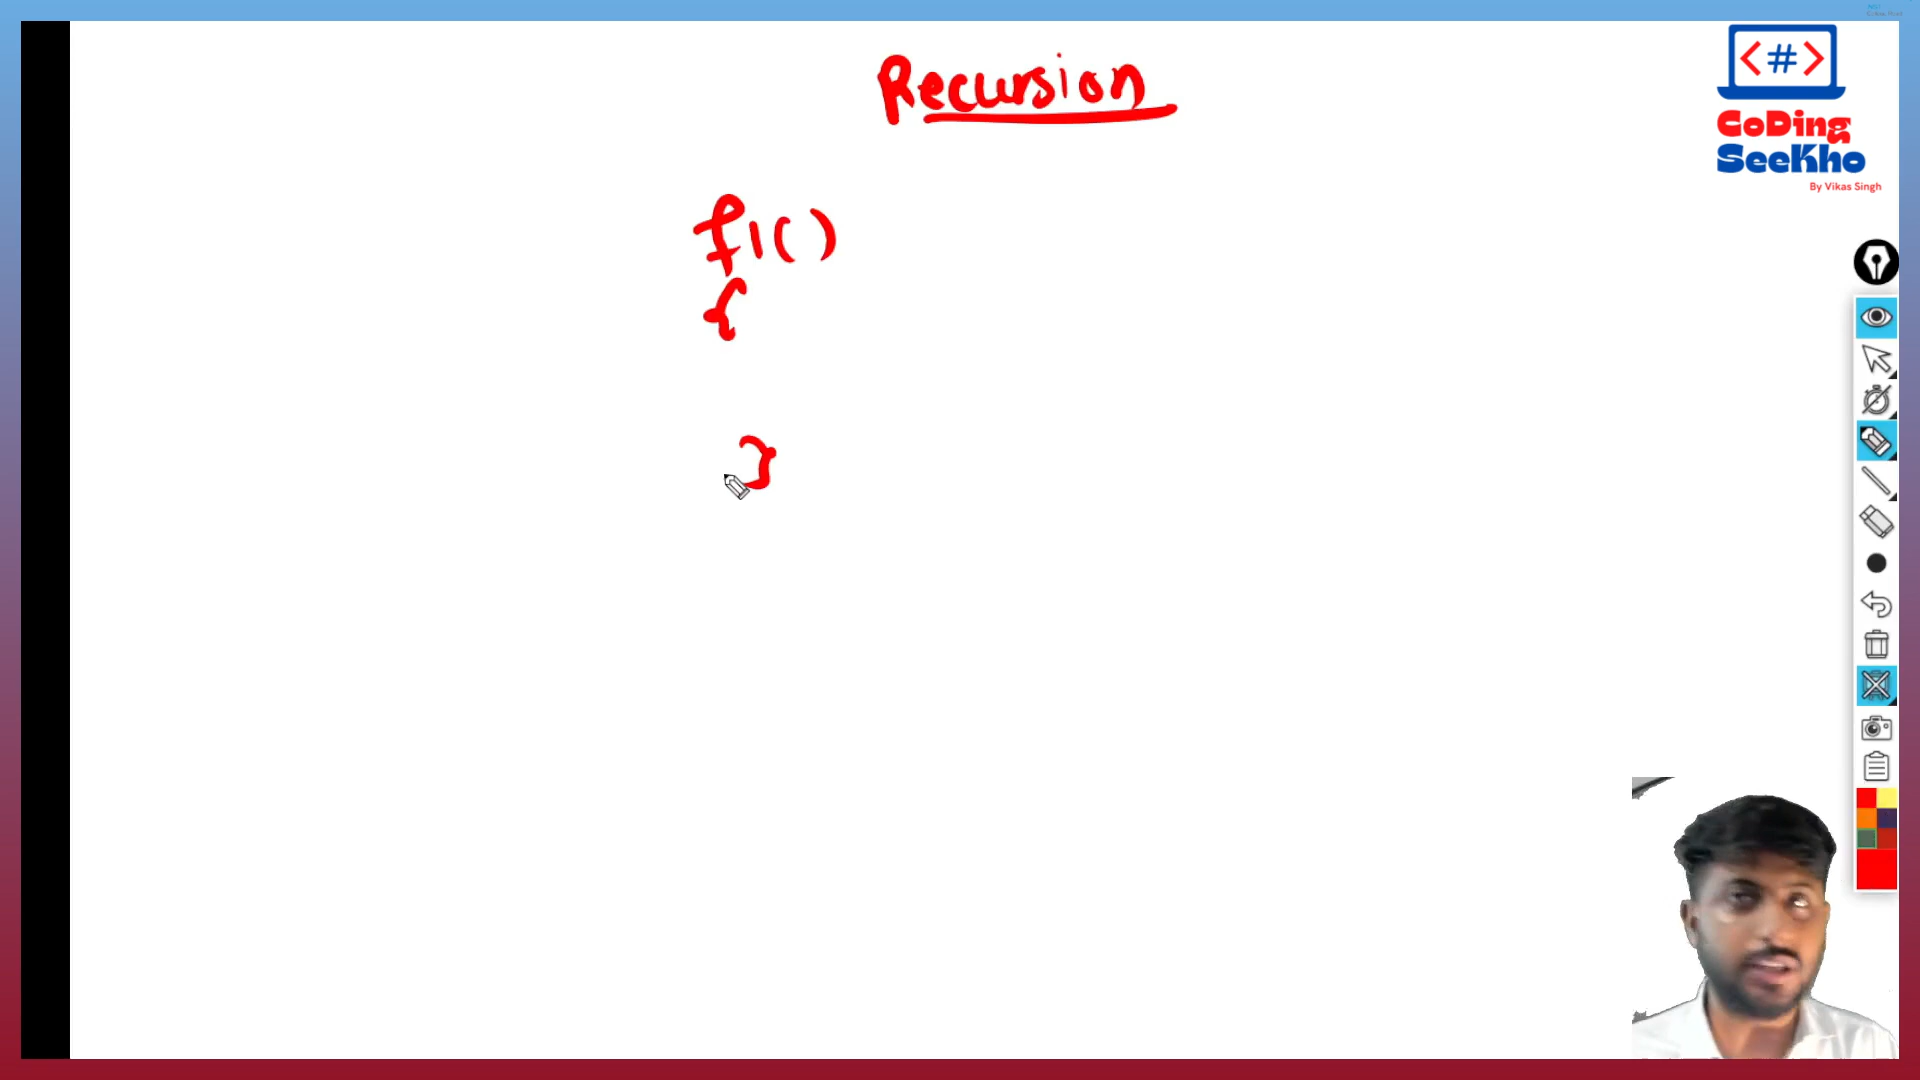 Recursion
<#>
CoDing
SeeKho
By Vikas Singh
f1()
{
}